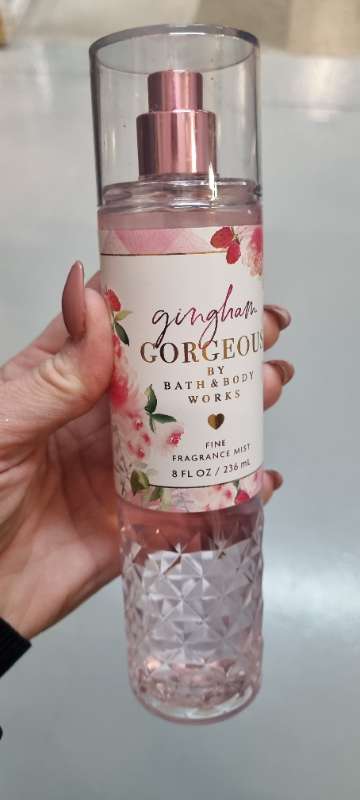 gingham
GORGEOUS
BY
BATH & BODY
WORKS
FINE
FRAGRANCE MIST
8 FL OZ / 236 mL